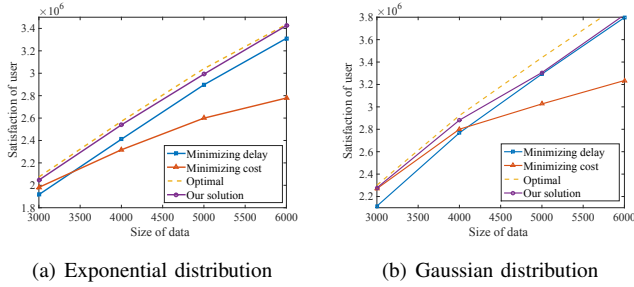 ×10⁶
3.4
3.2
3
2.8
2.6
2.4
2.2
2
1.8
Satisfaction of user
Minimizing delay
Minimizing cost
Optimal
Our solution
3000 3500 4000 4500 5000 5500 6000
Size of data
(a) Exponential distribution
×10⁶
3.8
3.6
3.4
3.2
3
2.8
2.6
2.4
2.2
Satisfaction of user
Minimizing delay
Minimizing cost
Optimal
Our solution
3000 3500 4000 4500 5000 5500 6000
Size of data
(b) Gaussian distribution